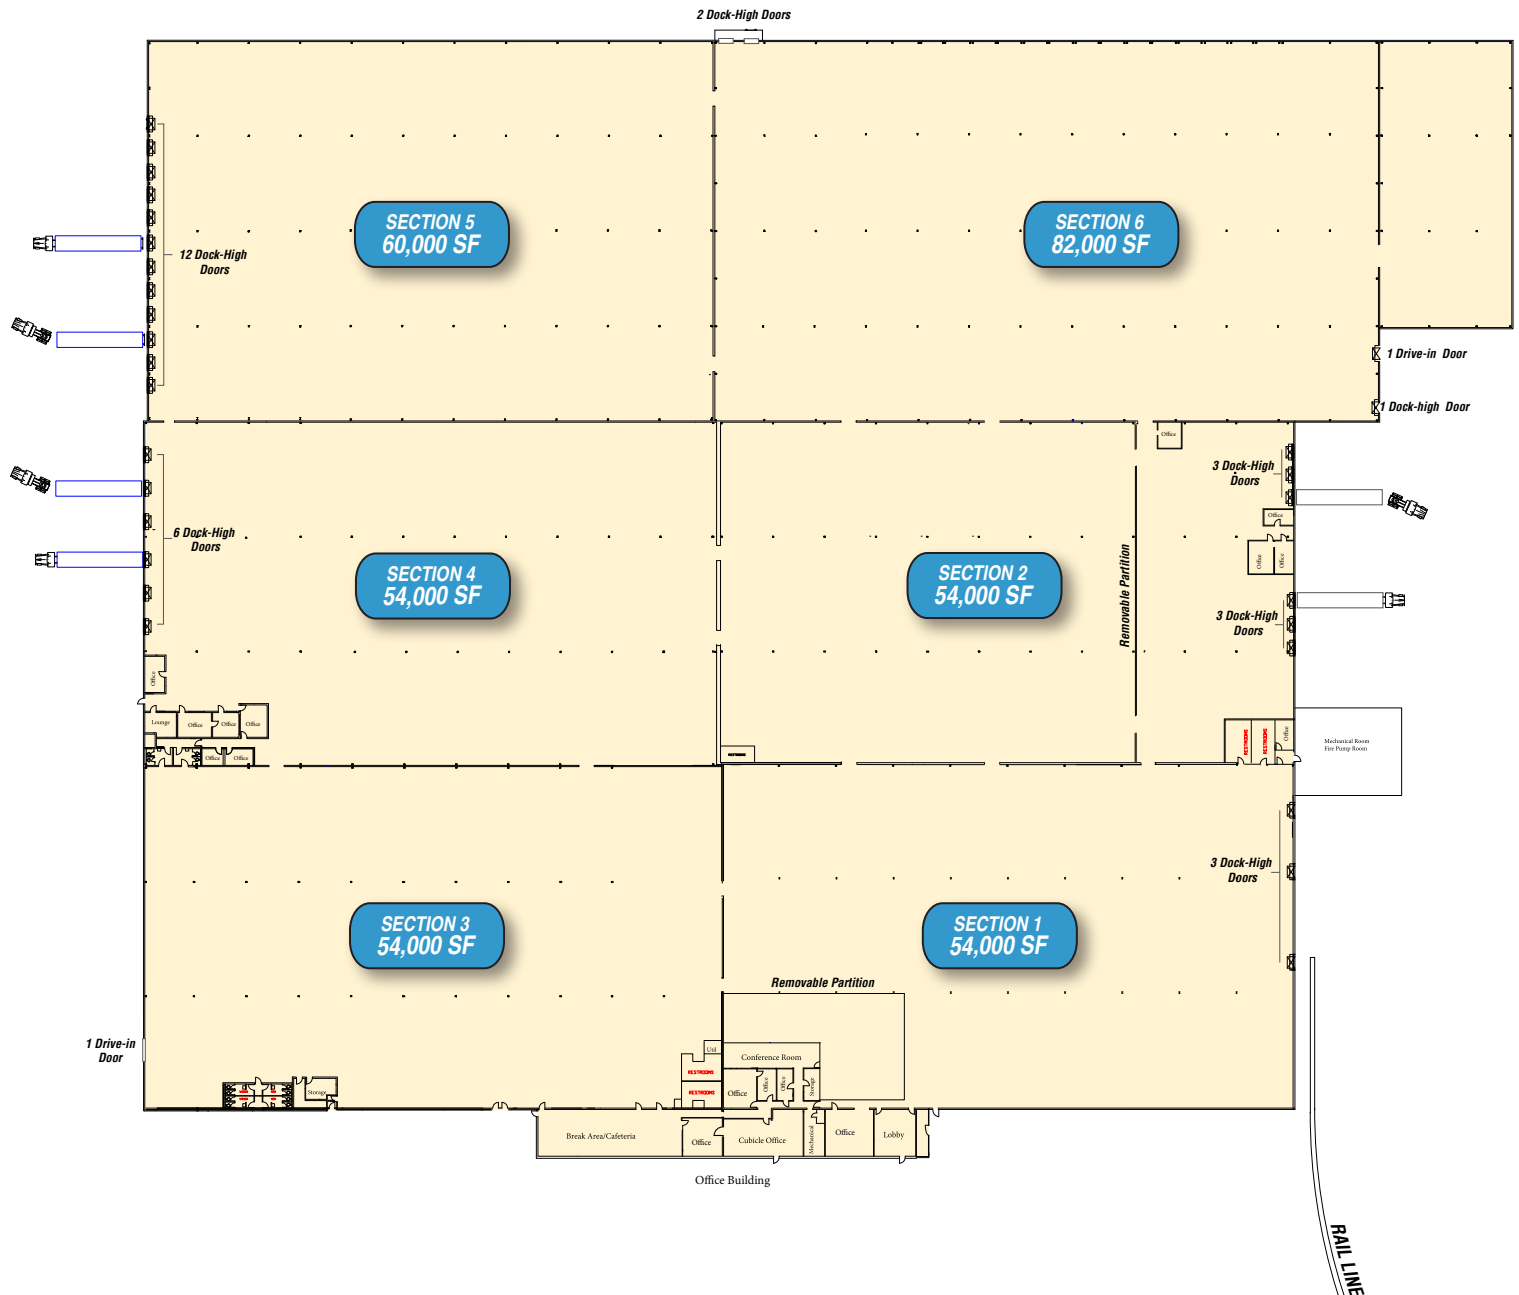 2 Dock-High Doors
SECTION 5
60,000 SF
SECTION 6
82,000 SF
12 Dock-High
Doors
1 Drive-in Door
1 Dock-high Door
Office
3 Dock-High
Doors
Office
6 Dock-High
Doors
Office
Office
SECTION 4
54,000 SF
SECTION 2
54,000 SF
Removable Partition
3 Dock-High
Doors
Office
Lounge
Office
Office
Office
Office
Office
RESTROOMS
RESTROOMS
RESTROOMS
Office
Mechanical Room
Fire Pump Room
3 Dock-High
Doors
SECTION 3
54,000 SF
SECTION 1
54,000 SF
Removable Partition
1 Drive-in
Door
Util
Conference Room
RESTROOMS
RESTROOMS
Storage
Office
Office
Office
Storage
Break Area/Cafeteria
Office
Cubicle Office
Mechanical
Office
Lobby
Office Building
RAIL LINE